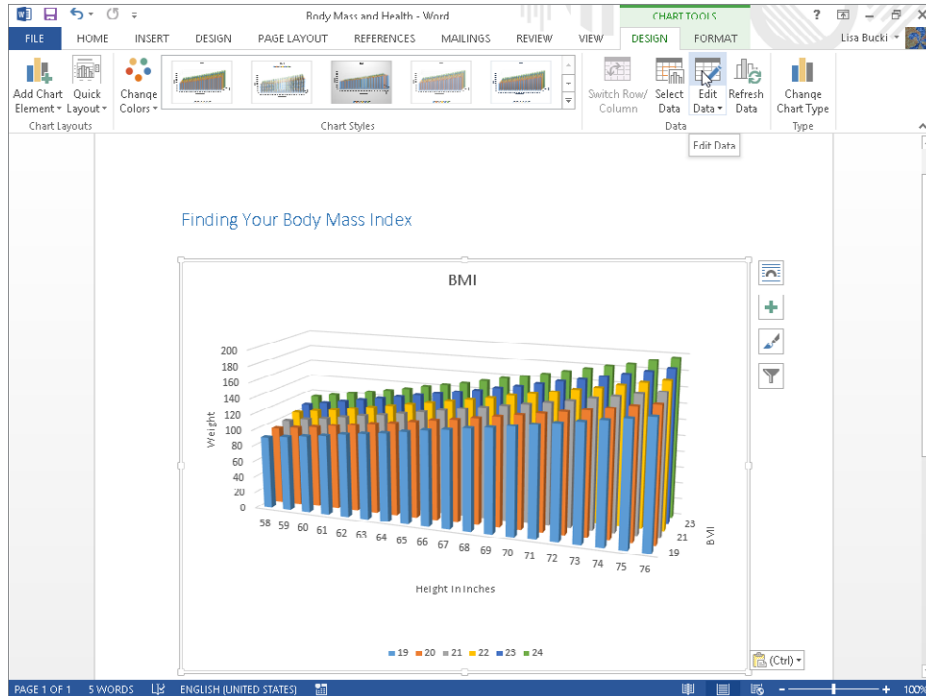 Body Mass and Health - Word
CHART TOOLS
?
FILE HOME INSERT DESIGN PAGE LAYOUT REFERENCES MAILINGS REVIEW VIEW DESIGN FORMAT Lisa Bucki
Add Chart Quick Change Switch Row/ Select Edit Refresh Change
Element Layout Colors Column Data Data Data Chart Type
Chart Layouts Chart Styles Data Type
Edit Data
Finding Your Body Mass Index
BMI
200
180
160
140
120
100
80
60
40
20
0
Weight
58 59 60 61 62 63 64 65 66 67 68 69 70 71 72 73 74 75 76
23
21
19
BMI
Height in Inches
19 20 21 22 23 24
(Ctrl)
PAGE 1 OF 1 5 WORDS ENGLISH (UNITED STATES) 100%